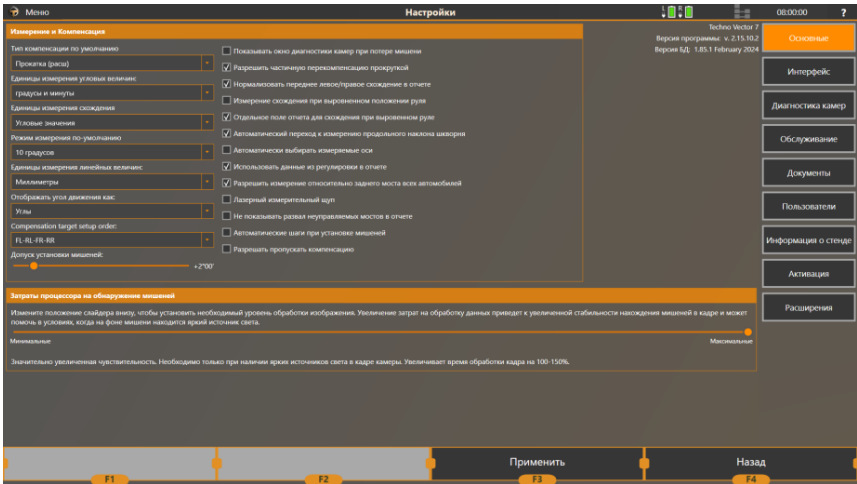 Меню
Настройки
L
R
08:00:00
?
Измерение и Компенсация
Тип компенсации по умолчанию
Прокатка (расш)
Единицы измерения угловых величин:
градусы и минуты
Единицы измерения схождения
Угловые значения
Режим измерения по-умолчанию
10 градусов
Единицы измерения линейных величин:
Миллиметры
Отображать угол движения как:
Углы
Compensation target setup order:
FL-RL-FR-RR
Допуск установки мишеней:
+2°00'
Показывать окно диагностики камер при потере мишени
Разрешить частичную перекомпенсацию прокруткой
Нормализовать переднее левое/правое схождение в отчете
Измерение схождения при выровненном положении руля
Отдельное поле отчета для схождения при выровенном руле
Автоматический переход к измерению продольного наклона шкворня
Автоматически выбирать измеряемые оси
Использовать данные из регулировки в отчете
Разрешить измерение относительно заднего моста всех автомобилей
Лазерный измерительный щуп
Не показывать развал неуправляемых мостов в отчете
Автоматические шаги при установке мишеней
Разрешать пропускать компенсацию
Techno Vector 7
Версия программы: v. 2.15.10.2
Версия БД: 1.85.1 February 2024
Основные
Интерфейс
Диагностика камер
Обслуживание
Документы
Пользователи
Информация о стенде
Активация
Расширения
Затраты процессора на обнаружение мишеней
Измените положение слайдера внизу, чтобы установить необходимый уровень обработки изображения. Увеличение затрат на обработку данных приведет к увеличенной стабильности нахождения мишеней в кадре и может
помочь в условиях, когда на фоне мишени находится яркий источник света.
Минимальные
Максимальные
Значительно увеличенная чувствительность. Необходимо только при наличии ярких источников света в кадре камеры. Увеличивает время обработки кадра на 100-150%.
Применить
Назад
F1
F2
F3
F4